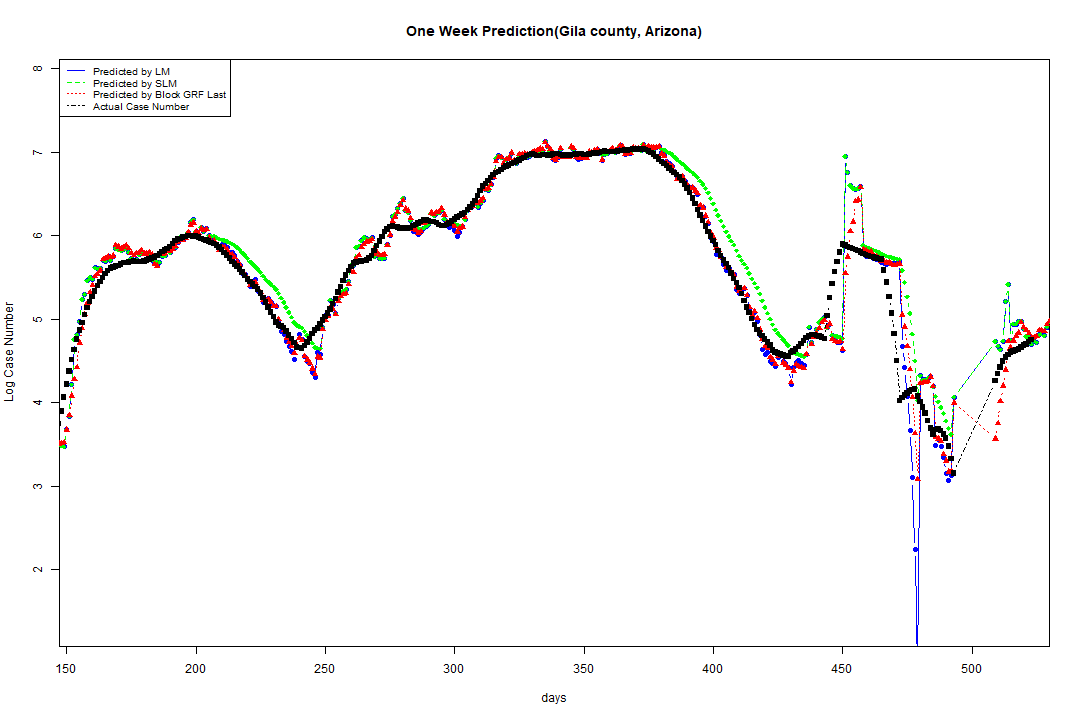 One Week Prediction(Gila county, Arizona)
Predicted by LM
Predicted by SLM
Predicted by Block GRF Last
Actual Case Number
Log Case Number
8
7
6
5
4
3
2
150 200 250 300 350 400 450 500
days